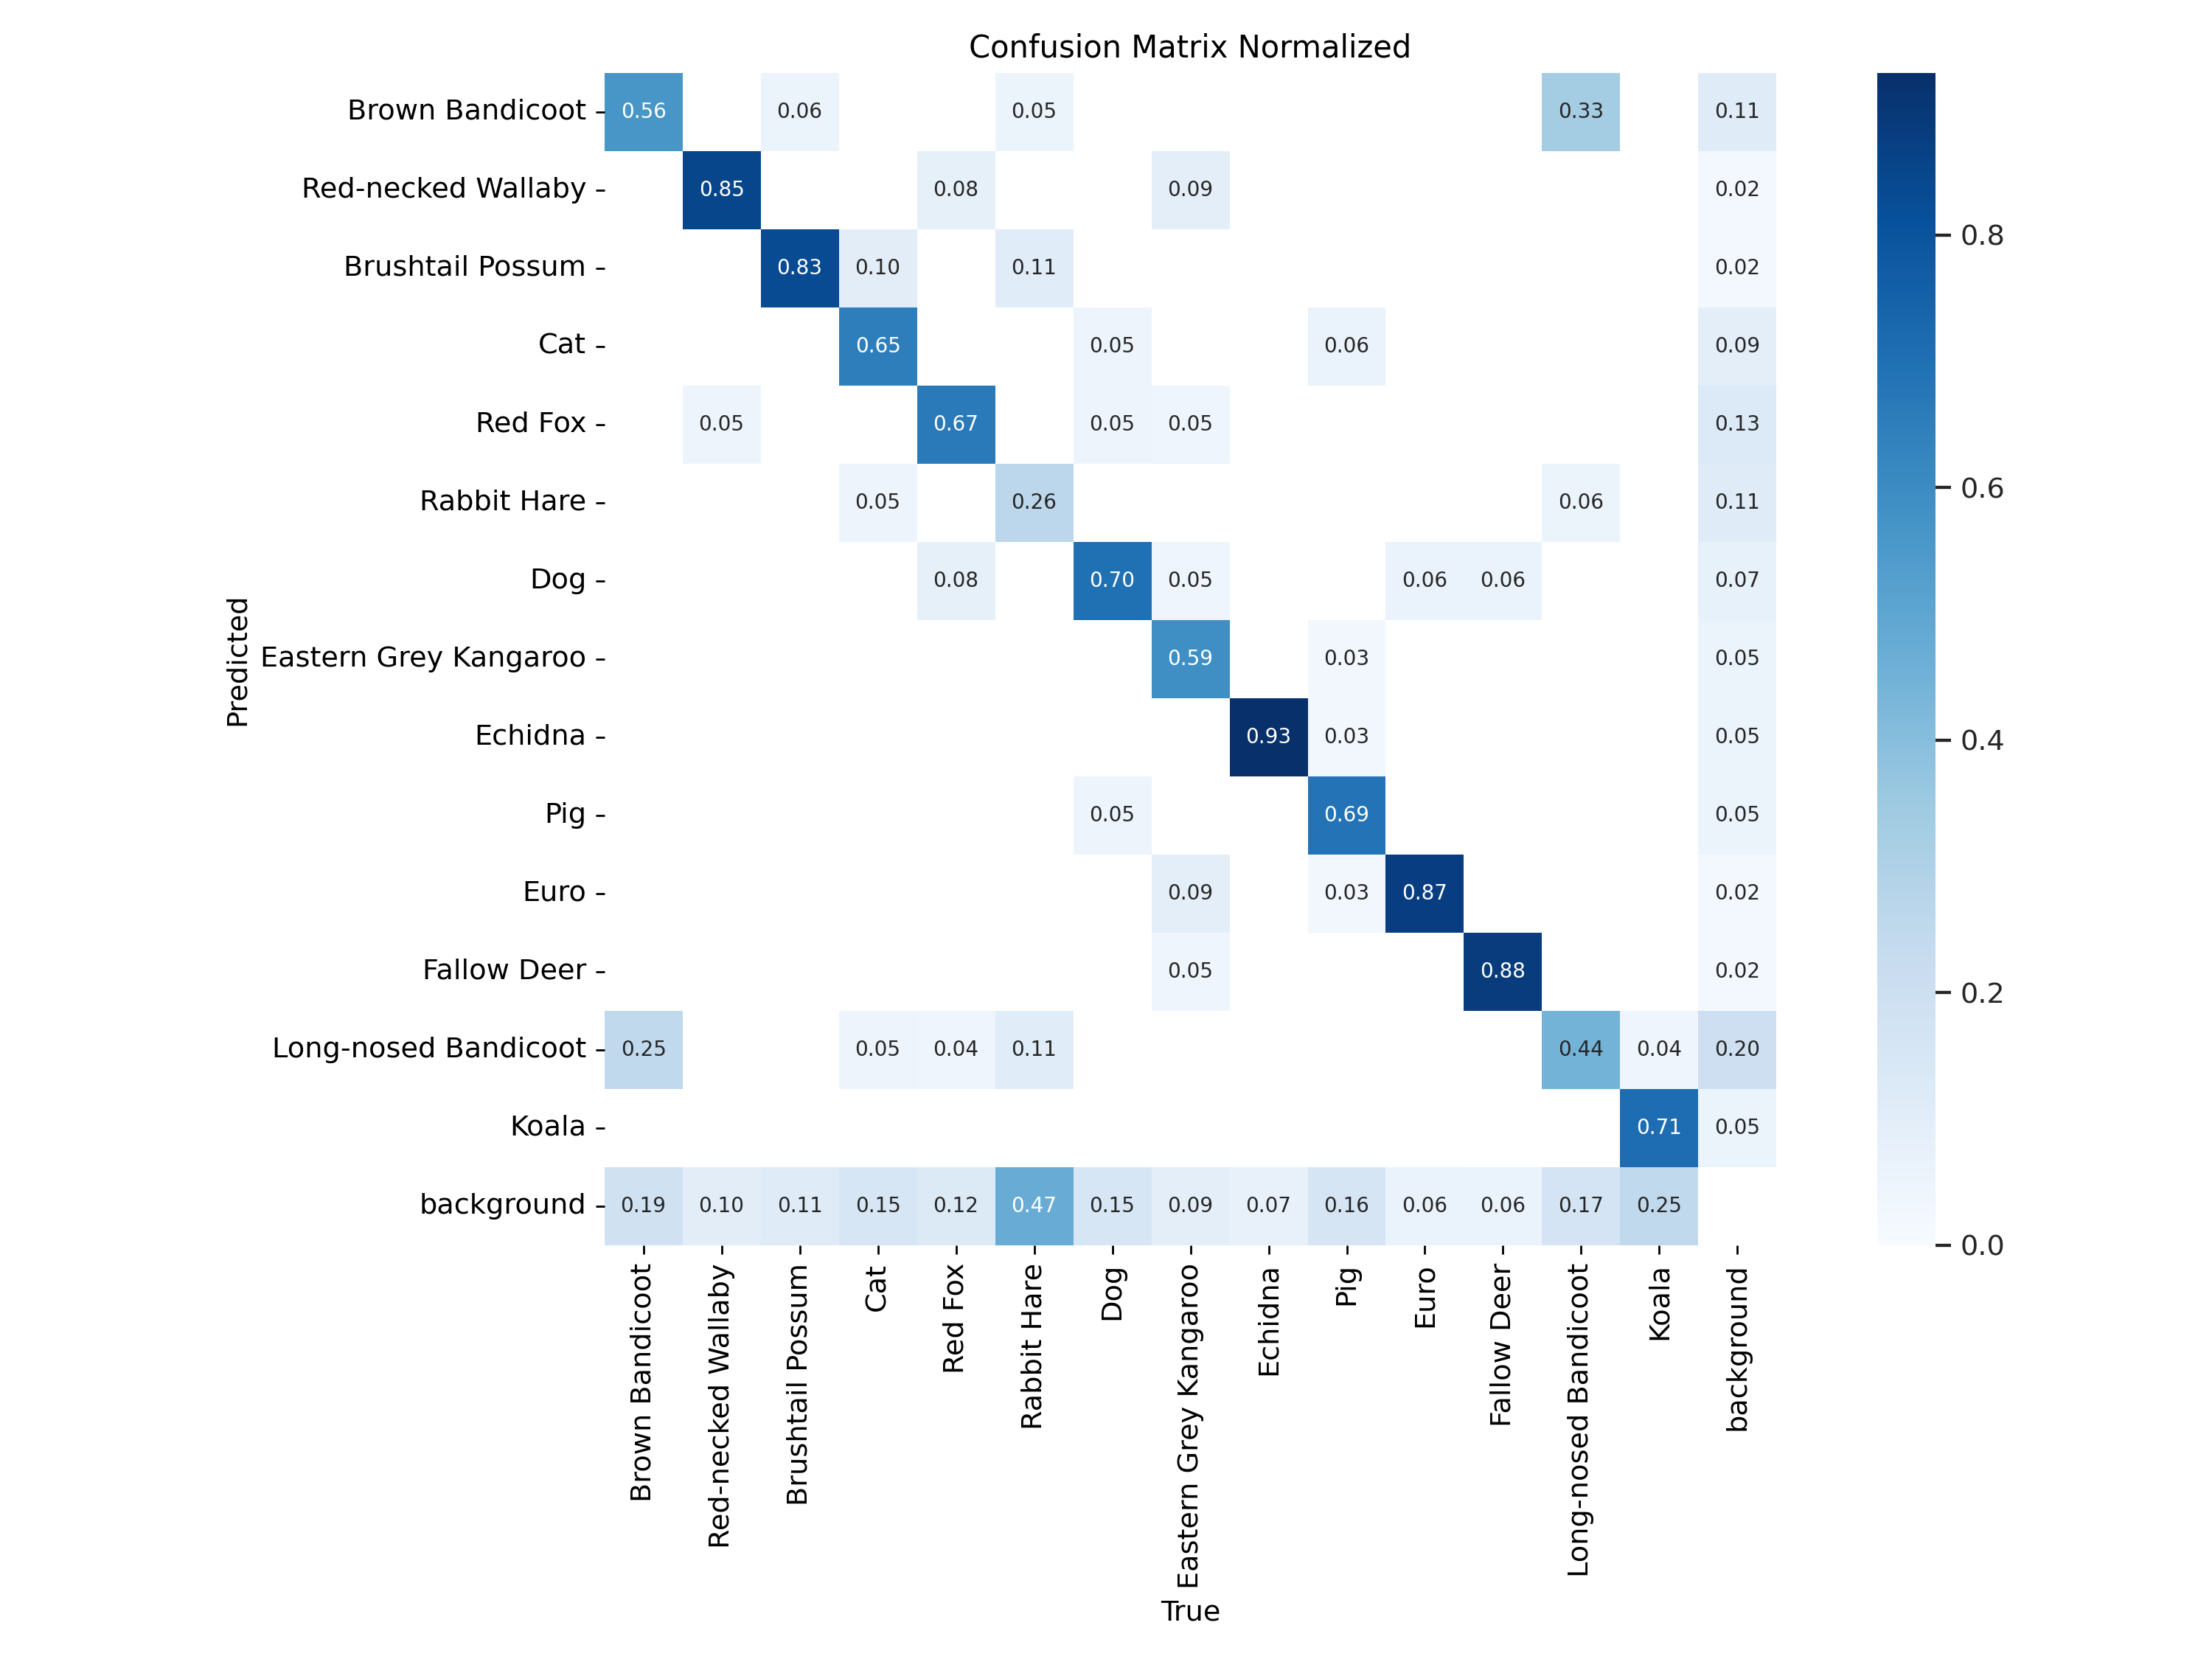 Confusion Matrix Normalized
Predicted
Brown Bandicoot 0.56 0.06 0.05 0.33 0.11
Red-necked Wallaby 0.85 0.08 0.09 0.02
Brushtail Possum 0.83 0.10 0.11 0.02
Cat 0.65 0.05 0.06 0.09
Red Fox 0.05 0.67 0.05 0.05 0.13
Rabbit Hare 0.05 0.26 0.06 0.11
Dog 0.08 0.70 0.05 0.06 0.06 0.07
Eastern Grey Kangaroo 0.59 0.03 0.05
Echidna 0.93 0.03 0.05
Pig 0.05 0.69 0.05
Euro 0.09 0.03 0.87 0.02
Fallow Deer 0.05 0.88 0.02
Long-nosed Bandicoot 0.25 0.05 0.04 0.11 0.44 0.04 0.20
Koala 0.71 0.05
background 0.19 0.10 0.11 0.15 0.12 0.47 0.15 0.09 0.07 0.16 0.06 0.06 0.17 0.25
Brown Bandicoot
Red-necked Wallaby
Brushtail Possum
Cat
Red Fox
Rabbit Hare
Dog
Eastern Grey Kangaroo
Echidna
Pig
Euro
Fallow Deer
Long-nosed Bandicoot
Koala
background
True
0.8
0.6
0.4
0.2
0.0